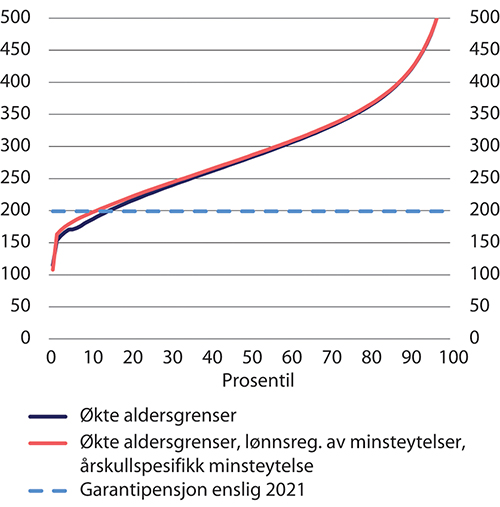 500 500
450 450
400 400
350 350
300 300
250 250
200 200
150 150
100 100
50 50
0 0
0 10 20 30 40 50 60 70 80 90 100
Prosentil
Økte aldersgrenser
Økte aldersgrenser, lønnsreg. av minsteytelser,
årskullspesifikk minsteytelse
Garantipensjon enslig 2021